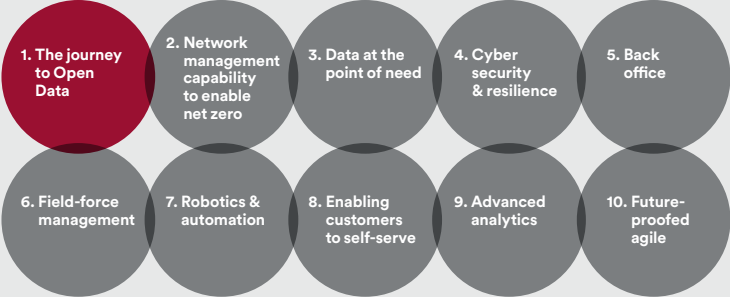 1. The journey
to Open
Data
2. Network
management
capability
to enable
net zero
3. Data at the
point of need
4. Cyber
security
& resilience
5. Back
office
6. Field-force
management
7. Robotics &
automation
8. Enabling
customers
to self-serve
9. Advanced
analytics
10. Future-
proofed
agile